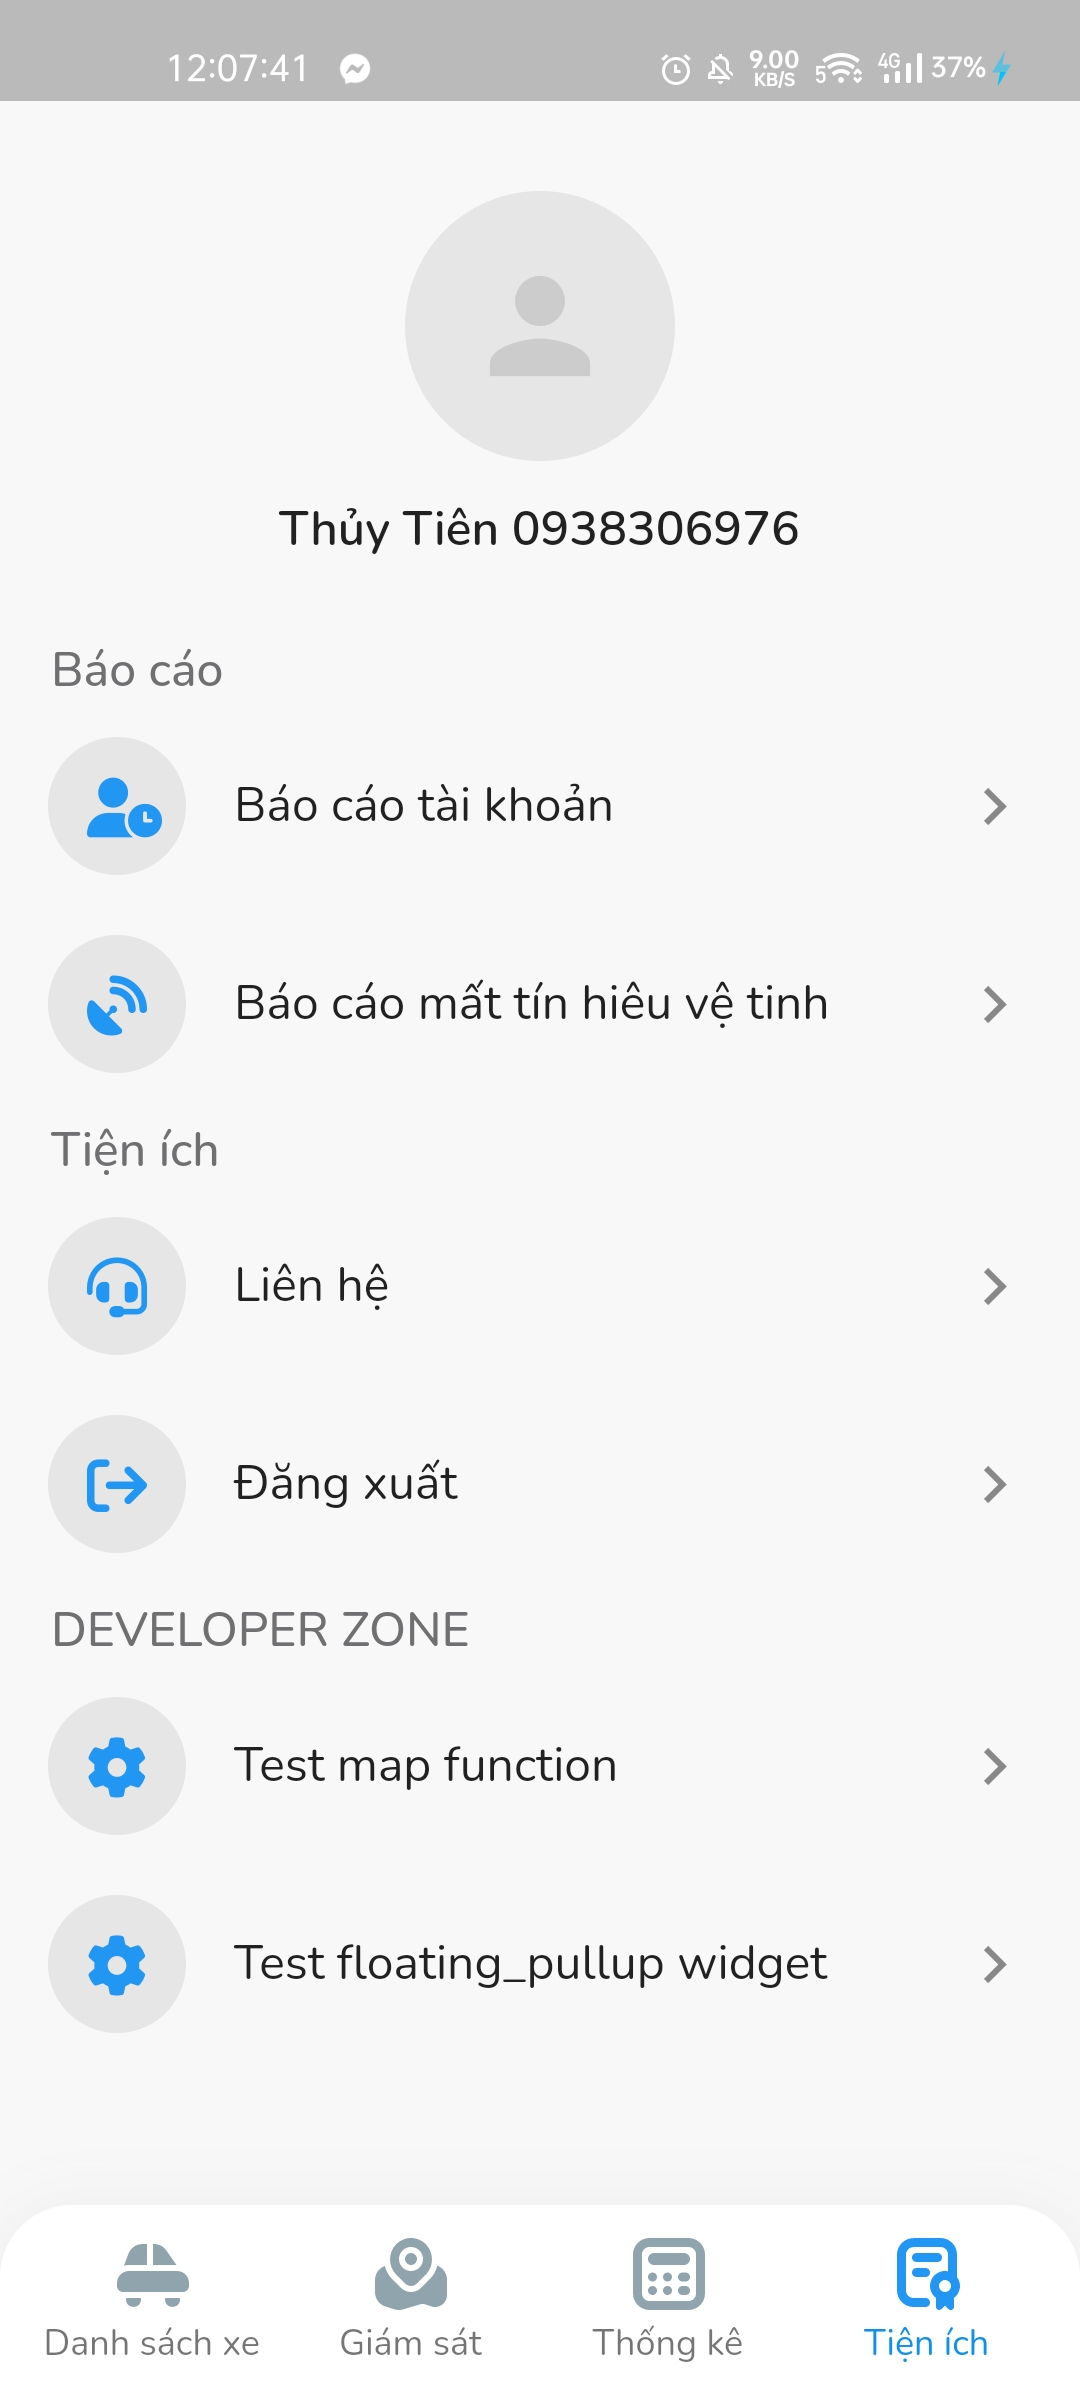 12:07:41
9.00
KB/S
5
4G
37%
Thủy Tiên 0938306976
Báo cáo
Báo cáo tài khoản
Báo cáo mất tín hiêu vệ tinh
Tiện ích
Liên hệ
Đăng xuất
DEVELOPER ZONE
Test map function
Test floating_pullup widget
Danh sách xe
Giám sát
Thống kê
Tiện ích